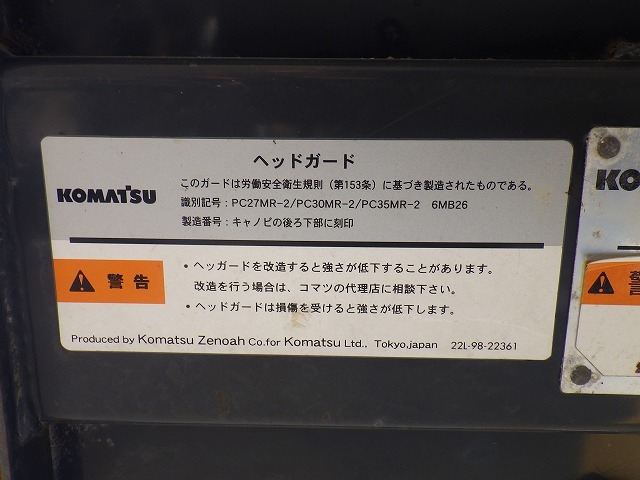 ヘッドガード
KOMATSU
このガードは労働安全衛生規則（第153条）に基づき製造されたものである。
識別記号：PC27MR-2/PC30MR-2/PC35MR-2 6MB26
製造番号：キャノピの後ろ下部に刻印
警告
・ヘッガードを改造すると強さが低下することがあります。
改造を行う場合は、コマツの代理店に相談下さい。
・ヘッドガードは損傷を受けると強さが低下します。
Produced by Komatsu Zenoah Co.for Komatsu Ltd., Tokyo,japan 22L-98-22361
KO
警